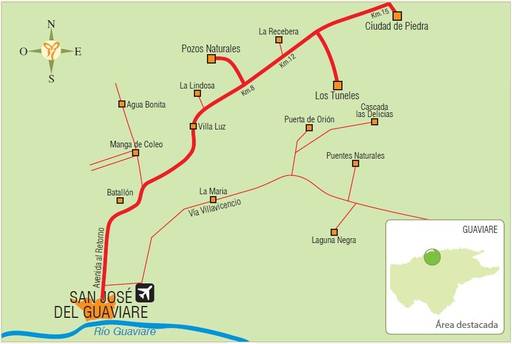 N
O
E
S
Km.15
Ciudad de Piedra
La Recebera
Pozos Naturales
Km.12
La Lindosa
Km.8
Los Tuneles
Agua Bonita
Cascada
las Delicias
Villa Luz
Puerta de Orión
Manga de Coleo
Puentes Naturales
Batallón
La Maria
Vía Villavicencio
Avenida al Retorno
Laguna Negra
GUAVIARE
SAN JOSÉ
DEL GUAVIARE
Río Guaviare
Área destacada